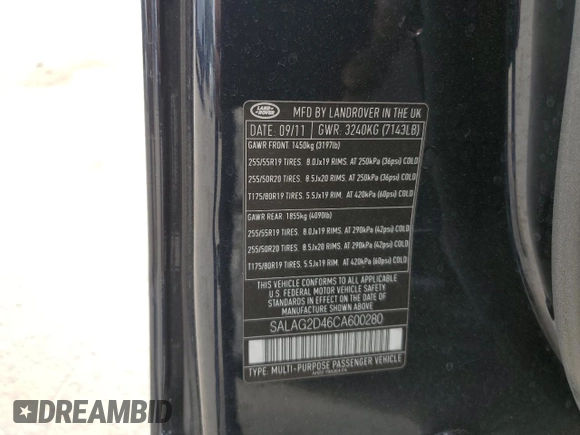 LAND ROVER
MFD BY LANDROVER IN THE UK
DATE 09/11 GWR. 3240KG (7143LB)
GAWR FRONT. 1450kg (3197lb)
255/55R19 TIRES. 8.0Jx19 RIMS. AT 250kPa (36psi) COLD
255/50R20 TIRES. 8.5Jx20 RIMS. AT 250kPa (36psi) COLD
T175/80R19 TIRES. 5.5Jx19 RIM. AT 420kPa (60psi) COLD
GAWR REAR. 1855kg (4090lb)
255/55R19 TIRES. 8.0Jx19 RIMS. AT 290kPa (42psi) COLD
255/50R20 TIRES. 8.5Jx20 RIMS. AT 290kPa (42psi) COLD
T175/80R19 TIRES. 5.5Jx19 RIM. AT 420kPa (60psi) COLD
THIS VEHICLE CONFORMS TO ALL APPLICABLE
U.S. FEDERAL MOTOR VEHICLE SAFETY
STANDARDS IN EFFECT ON THE DATE OF
MANUFACTURE SHOWN ABOVE
SALAG2D46CA600280
TYPE: MULTI-PURPOSE PASSENGER VEHICLE
DREAMBID